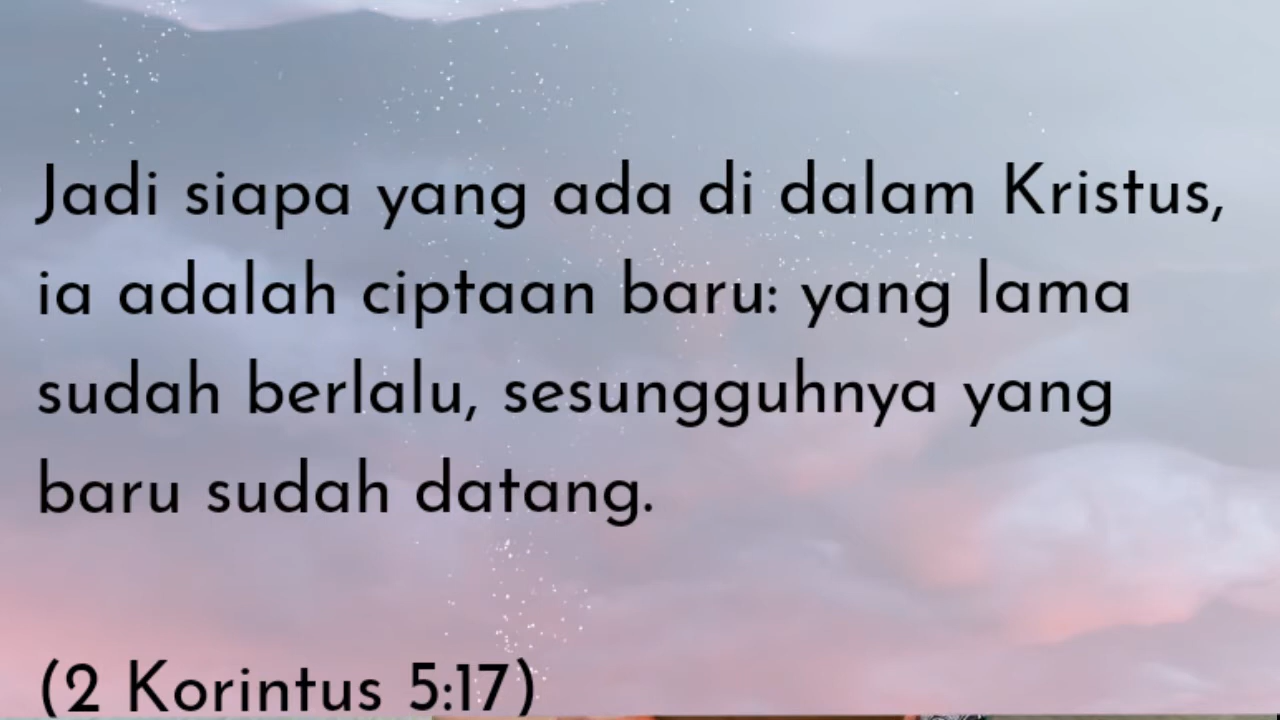 Jadi siapa yang ada di dalam Kristus,
ia adalah ciptaan baru: yang lama
sudah berlalu, sesungguhnya yang
baru sudah datang.
(2 Korintus 5:17)